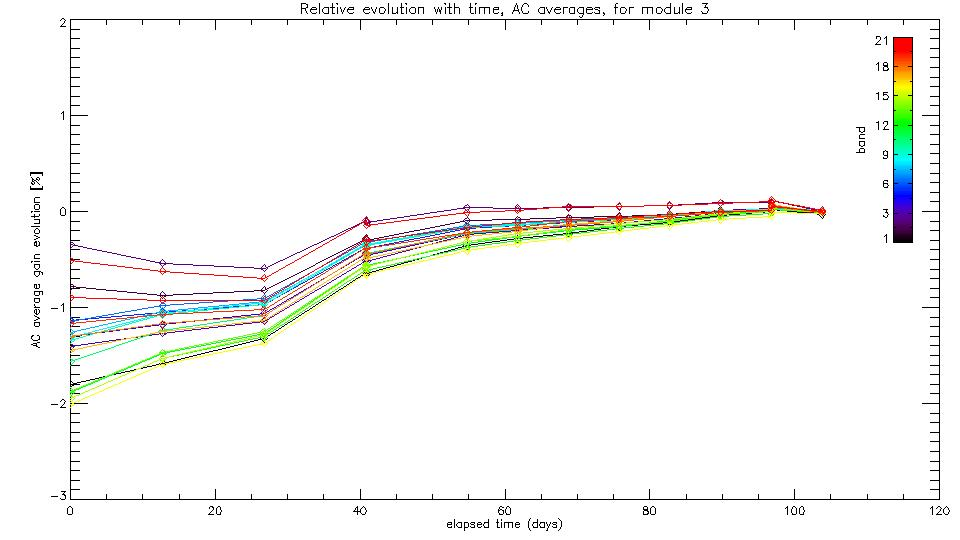 Relative evolution with time, AC averages, for module 3
2
1
0
−1
−2
−3
AC average gain evolution [%]
0 20 40 60 80 100 120
elapsed time (days)
band
21
18
15
12
9
6
3
1